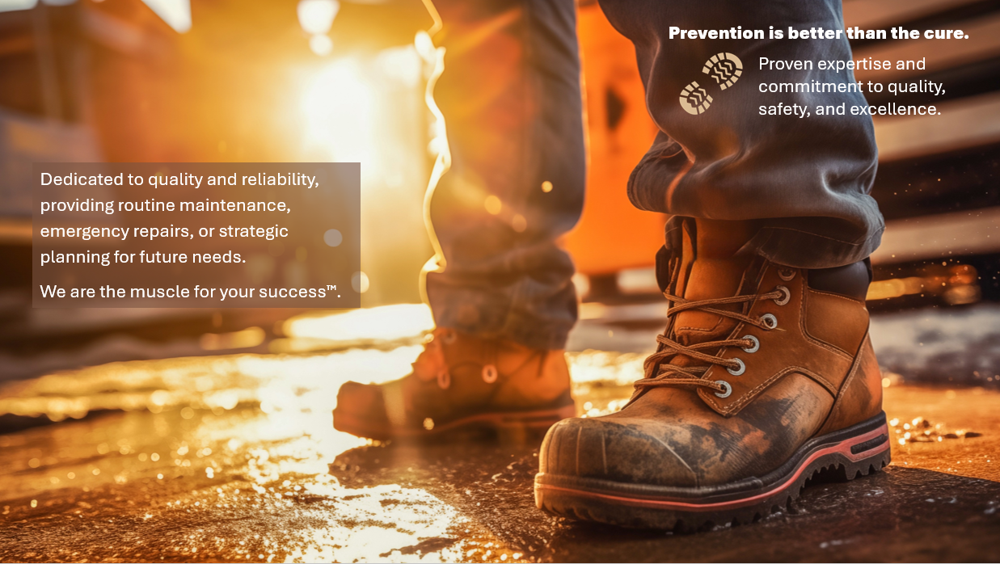 Prevention is better than the cure.
Proven expertise and
commitment to quality,
safety, and excellence.
Dedicated to quality and reliability,
providing routine maintenance,
emergency repairs, or strategic
planning for future needs.
We are the muscle for your success™.